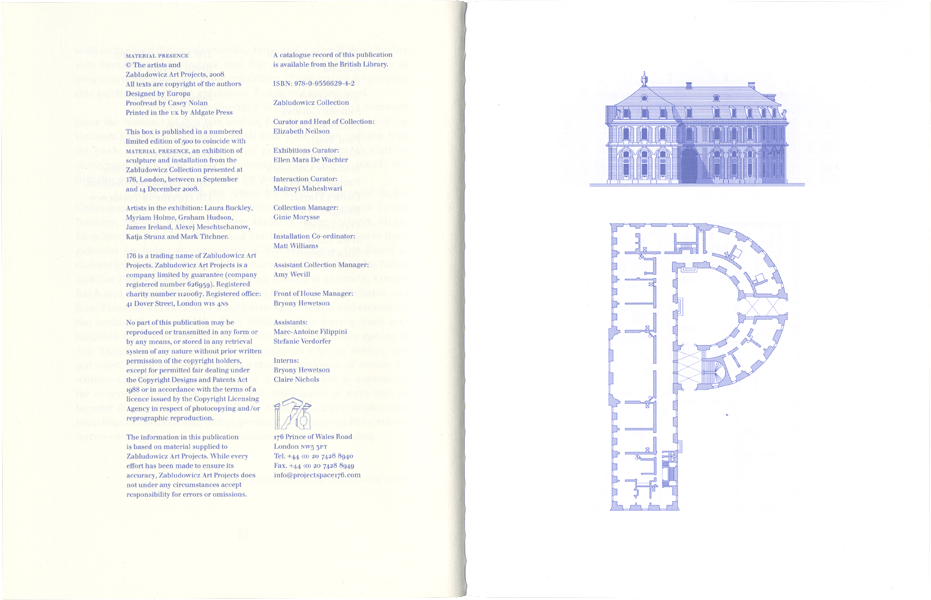 MATERIAL PRESENCE
© The artists and
Zabludowicz Art Projects, 2008
All texts are copyright of the authors
Designed by Europa
Proofread by Casey Nolan
Printed in the UK by Aldgate Press
This box is published in a numbered
limited edition of 500 to coincide with
MATERIAL PRESENCE, an exhibition of
sculpture and installation from the
Zabludowicz Collection presented at
176, London, between 11 September
and 14 December 2008.
Artists in the exhibition: Laura Buckley,
Myriam Holme, Graham Hudson,
James Ireland, Alexej Meschtschanow,
Katja Strunz and Mark Titchner.
176 is a trading name of Zabludowicz Art
Projects. Zabludowicz Art Projects is a
company limited by guarantee (company
registered number 626959). Registered
charity number 1120067. Registered office:
41 Dover Street, London W1S 4NS
No part of this publication may be
reproduced or transmitted in any form or
by any means, or stored in any retrieval
system of any nature without prior written
permission of the copyright holders,
except for permitted fair dealing under
the Copyright Designs and Patents Act
1988 or in accordance with the terms of a
licence issued by the Copyright Licensing
Agency in respect of photocopying and/or
reprographic reproduction.
The information in this publication
is based on material supplied to
Zabludowicz Art Projects. While every
effort has been made to ensure its
accuracy, Zabludowicz Art Projects does
not under any circumstances accept
responsibility for errors or omissions.
A catalogue record of this publication
is available from the British Library.
ISBN: 978-0-9556629-4-2
Zabludowicz Collection
Curator and Head of Collection:
Elizabeth Neilson
Exhibitions Curator:
Ellen Mara De Wachter
Interaction Curator:
Maitreyi Maheshwari
Collection Manager:
Ginie Morysse
Installation Co-ordinator:
Matt Williams
Assistant Collection Manager:
Amy Wevill
Front of House Manager:
Bryony Hewetson
Assistants:
Marc-Antoine Filippini
Stefanie Verdorfer
Interns:
Bryony Hewetson
Claire Nichols
176
176 Prince of Wales Road
London NW5 3PT
Tel. +44 (0) 20 7428 8940
Fax. +44 (0) 20 7428 8949
info@projectspace176.com